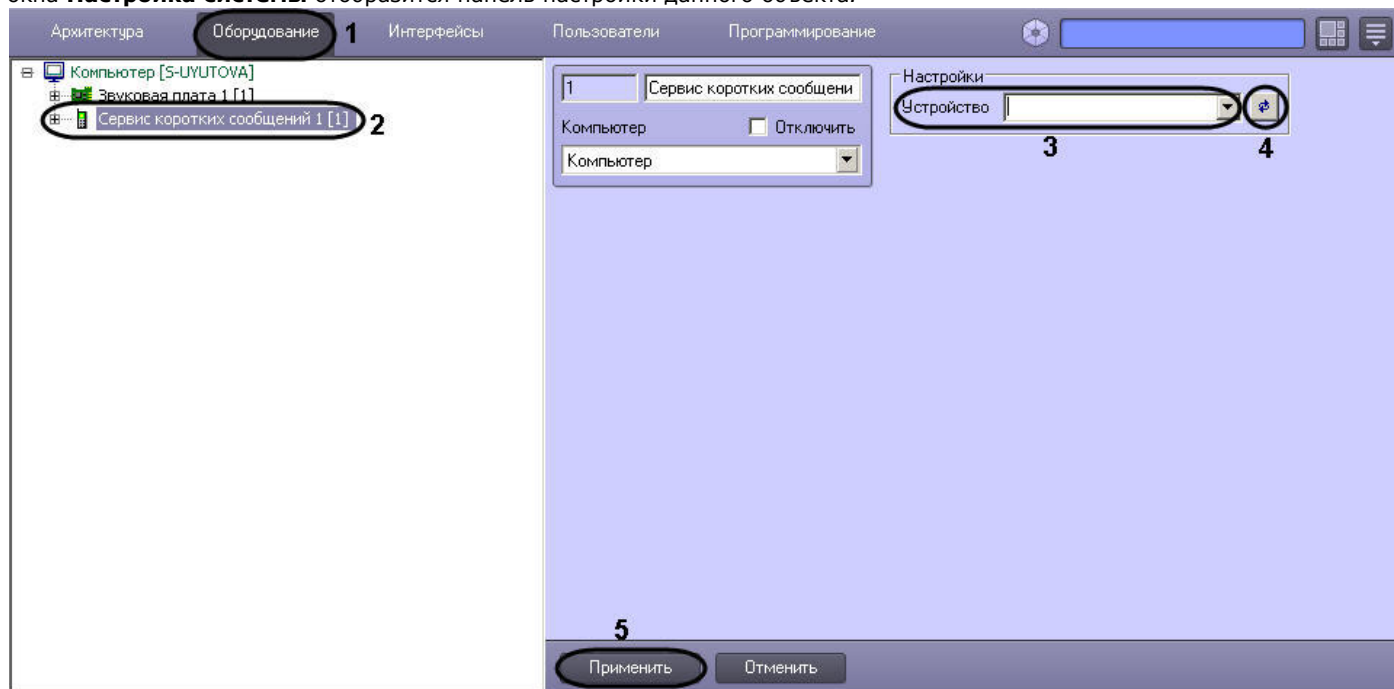 окна Настройка системы отобразится панель настройки данного объекта.
Архитектура Оборудование 1 Интерфейсы Пользователи Программирование
Компьютер [S-UYUTOVA]
Звуковая плата 1 [1]
Сервис коротких сообщений 1 [1] 2
1 Сервис коротких сообщени
Компьютер Отключить
Компьютер
Настройки
Устройство
3 4
5
Применить Отменить